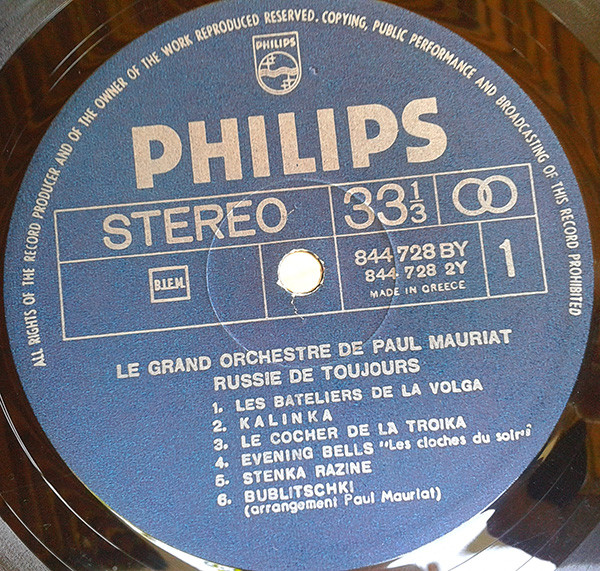 ALL RIGHTS OF THE RECORD PRODUCER AND OF THE OWNER OF THE WORK REPRODUCED RESERVED. COPYING, PUBLIC PERFORMANCE AND BROADCASTING OF THIS RECORD PROHIBITED
PHILIPS
PHILIPS
STEREO 33 1/3
B.I.E.M. 844 728 BY 1
844 728 2Y
MADE IN GREECE
LE GRAND ORCHESTRE DE PAUL MAURIAT
RUSSIE DE TOUJOURS
1. LES BATELIERS DE LA VOLGA
2. KALINKA
3. LE COCHER DE LA TROIKA
4. EVENING BELLS "Les cloches du soir"
5. STENKA RAZINE
6. BUBLITSCHKI
(arrangement Paul Mauriat)